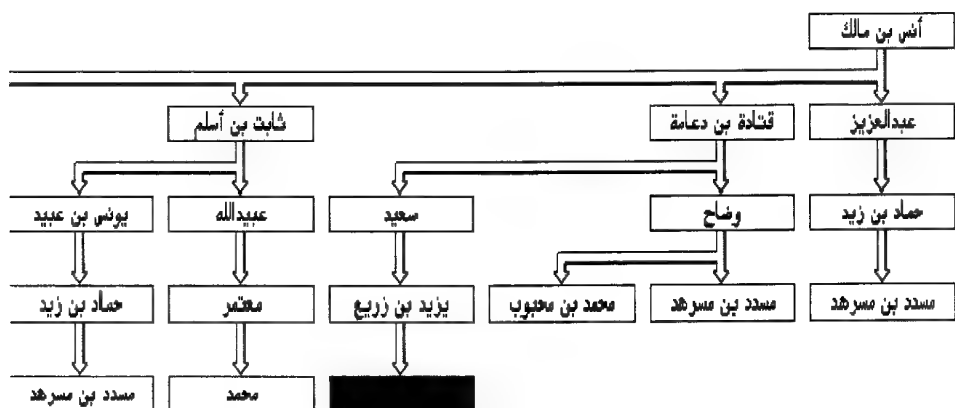 أنس بن مالك
عبدالعزيز
قتادة بن دعامة
ثابت بن أسلم
حماد بن زيد
وضاح
سعيد
عبيدالله
يونس بن عبيد
مسدد بن مسرهد
مسدد بن مسرهد
محمد بن محبوب
يزيد بن زريع
معتمر
حماد بن زيد
محمد
مسدد بن مسرهد